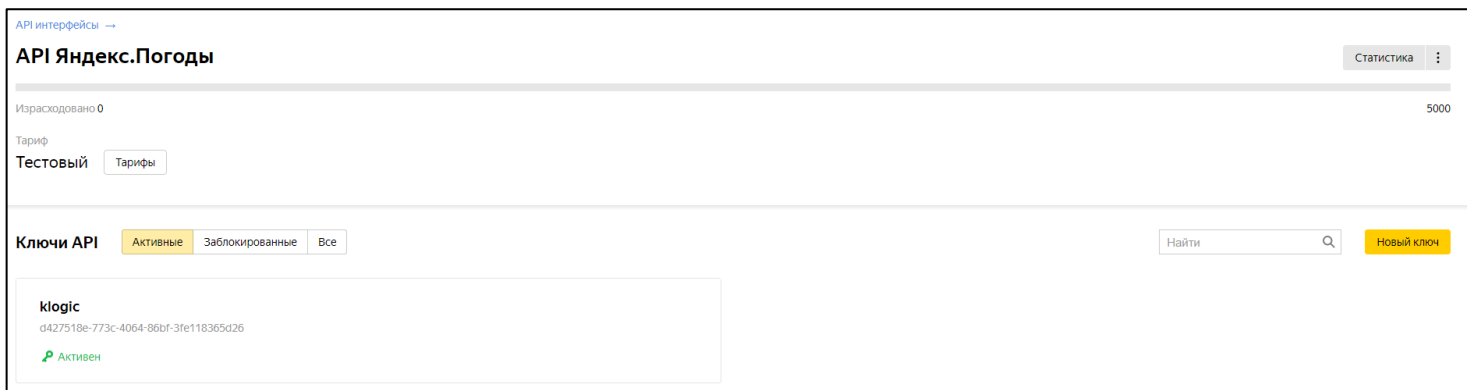 API интерфейсы →
API Яндекс.Погоды
Статистика
Израсходовано 0 5000
Тариф
Тестовый Тарифы
Ключи API Активные Заблокированные Все Найти Новый ключ
klogic
d427518e-773c-4064-86bf-3fe118365d26
Активен